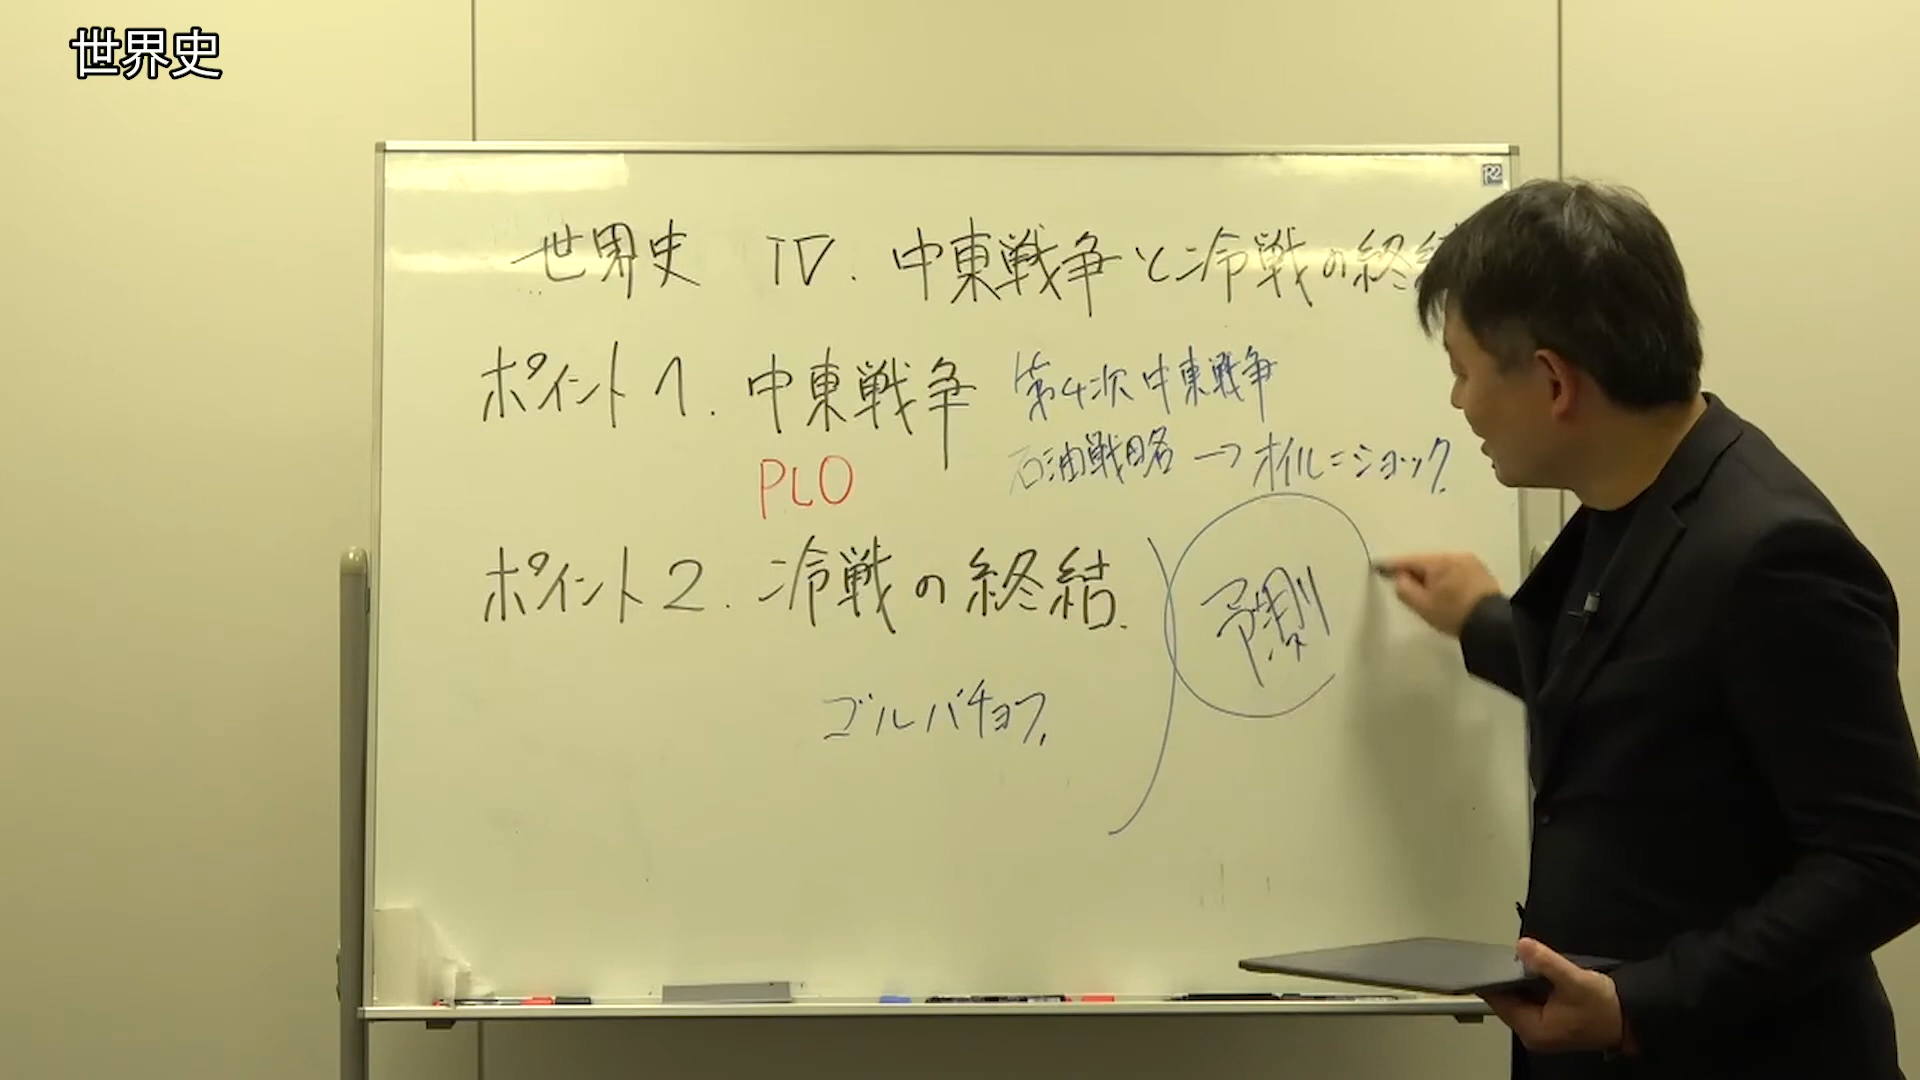 世界史
R2
世界史 IV. 中東戦争と冷戦の終結
ポイント1. 中東戦争
第4次中東戦争
石油戦略→オイル=ショック.
PLO
ポイント2. 冷戦の終結.
ゴルバチョフ.